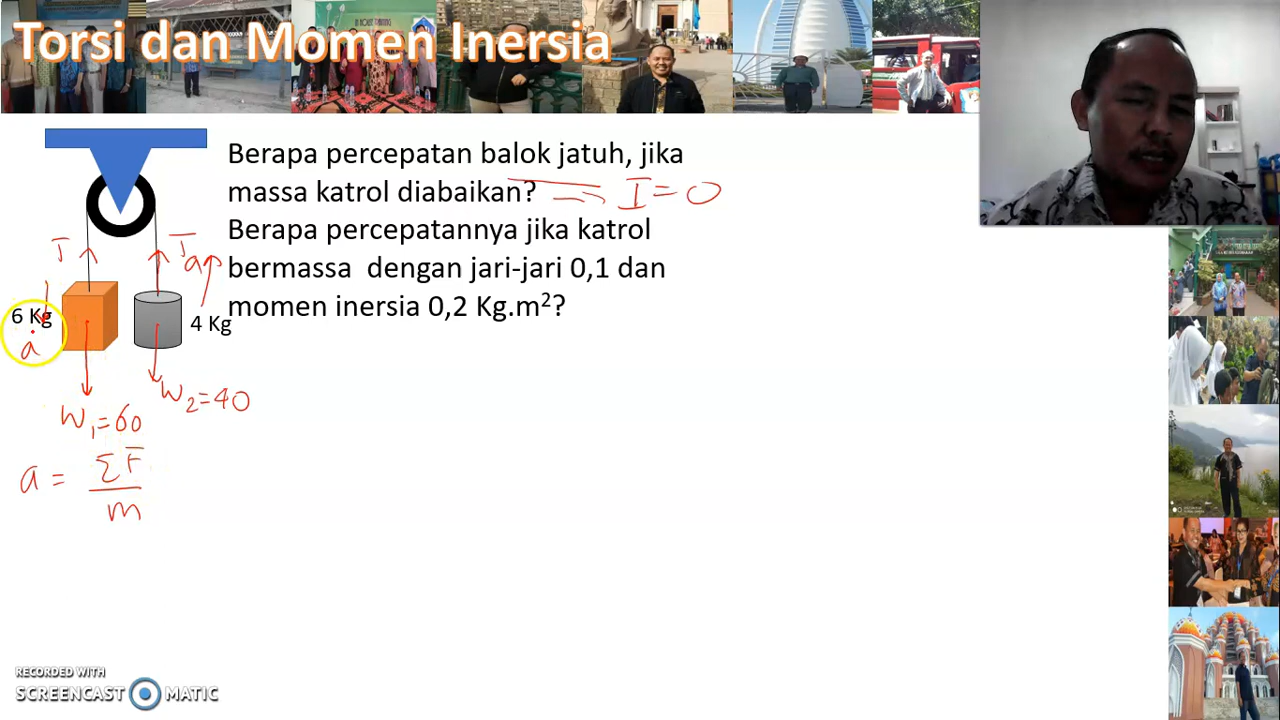 Torsi dan Momen Inersia
Berapa percepatan balok jatuh, jika
massa katrol diabaikan? I = 0
Berapa percepatannya jika katrol
bermassa dengan jari-jari 0,1 dan
momen inersia 0,2 Kg.m²?
T
T
a
6 Kg
4 Kg
a
W₂=40
W₁=60
a = ΣF
m
RECORDED WITH
SCREENCAST MATIC